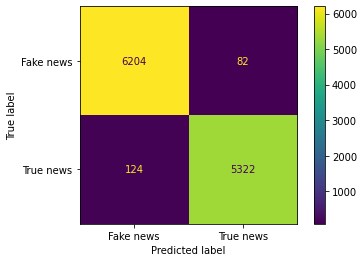 6000
Fake news 6204 82
5000
4000
True label
3000
True news 124 5322
2000
1000
Fake news True news
Predicted label